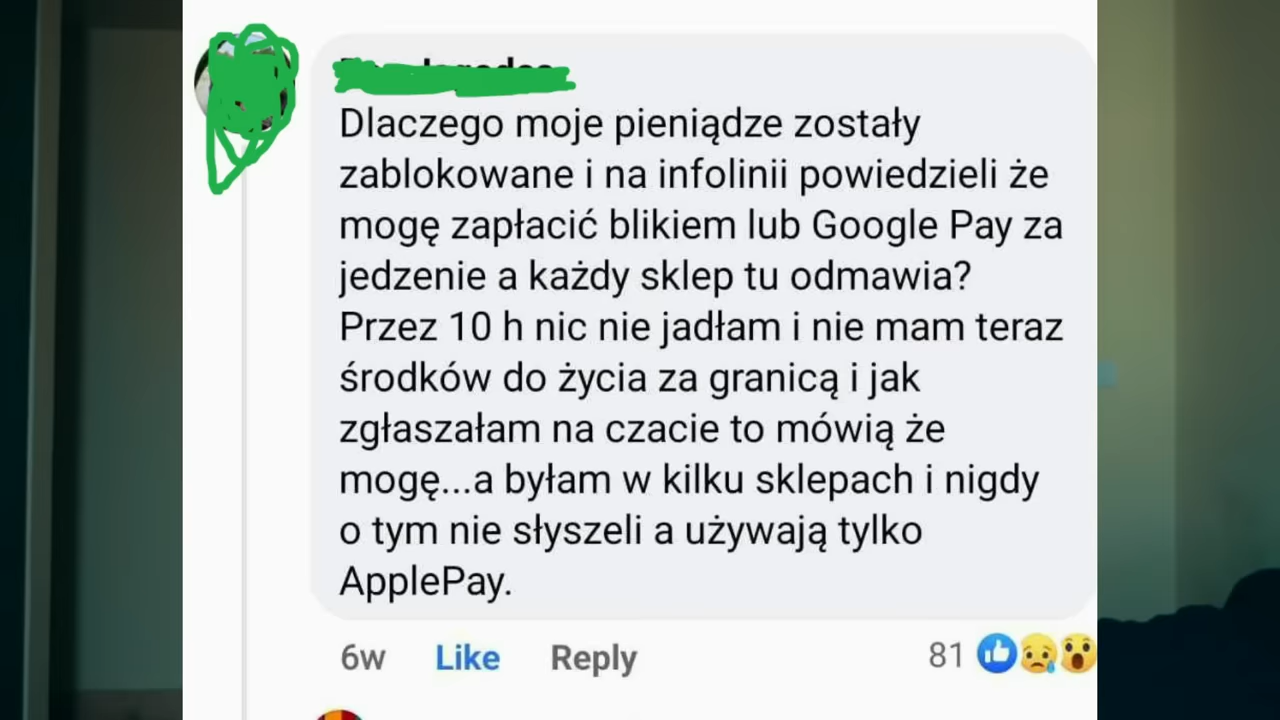 Dlaczego moje pieniądze zostały
zablokowane i na infolinii powiedzieli że
mogę zapłacić blikiem lub Google Pay za
jedzenie a każdy sklep tu odmawia?
Przez 10 h nic nie jadłam i nie mam teraz
środków do życia za granicą i jak
zgłaszałam na czacie to mówią że
mogę...a byłam w kilku sklepach i nigdy
o tym nie słyszeli a używają tylko
ApplePay.
6w Like Reply 81